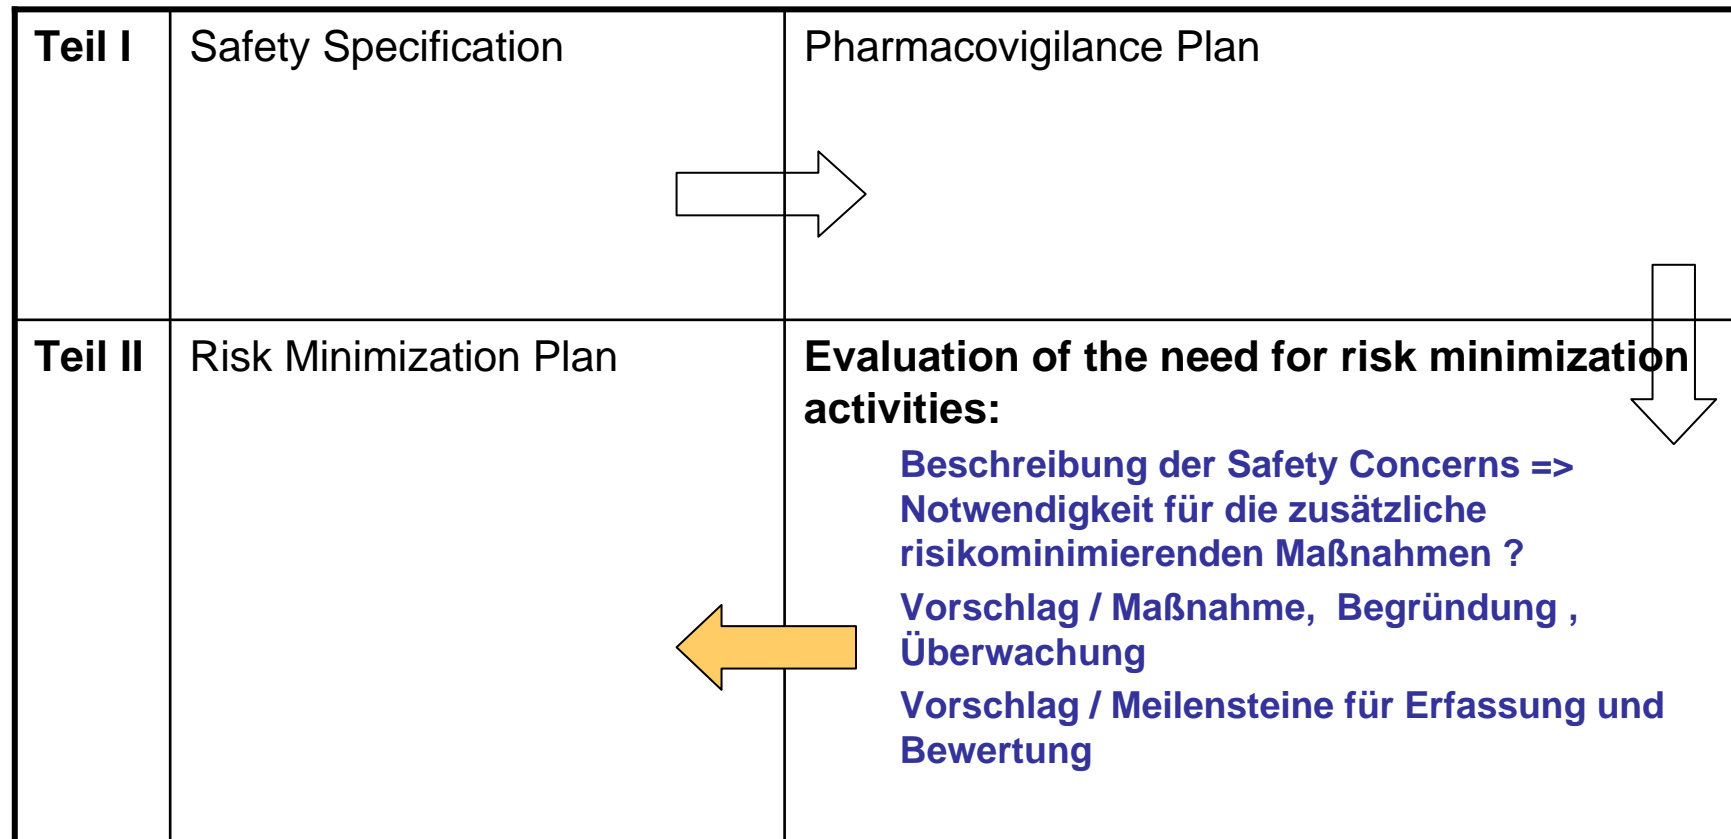 Teil I
Safety Specification
Pharmacovigilance Plan
Teil II
Risk Minimization Plan
Evaluation of the need for risk minimization
activities:
Beschreibung der Safety Concerns =>
Notwendigkeit für die zusätzliche
risikominimierenden Maßnahmen ?
Vorschlag / Maßnahme, Begründung ,
Überwachung
Vorschlag / Meilensteine für Erfassung und
Bewertung